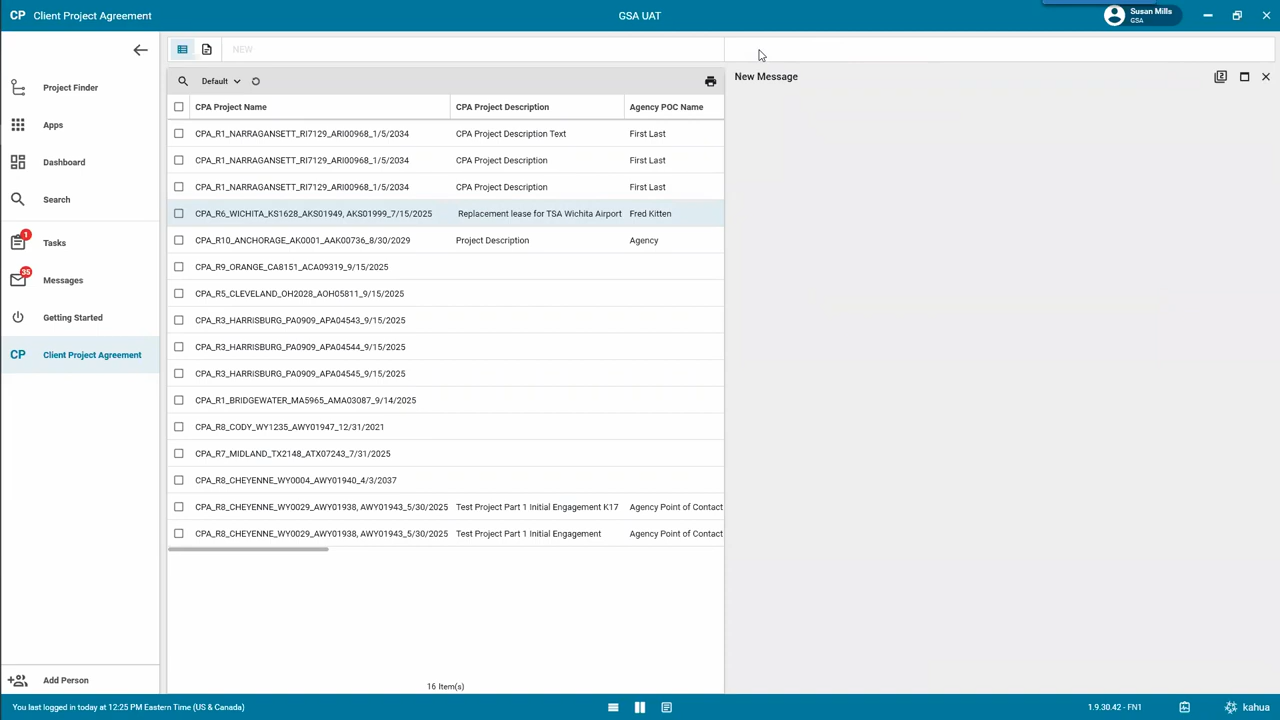 CP Client Project Agreement
GSA UAT
Susan Mills
GSA
NEW
Project Finder
Apps
Dashboard
Search
1
Tasks
35
Messages
Getting Started
CP Client Project Agreement
Add Person
Default
CPA Project Name CPA Project Description Agency POC Name
CPA_R1_NARRAGANSETT_RI7129_ARI00968_1/5/2034 CPA Project Description Text First Last
CPA_R1_NARRAGANSETT_RI7129_ARI00968_1/5/2034 CPA Project Description First Last
CPA_R1_NARRAGANSETT_RI7129_ARI00968_1/5/2034 CPA Project Description First Last
CPA_R6_WICHITA_KS1628_AKS01949, AKS01999_7/15/2025 Replacement lease for TSA Wichita Airport Fred Kitten
CPA_R10_ANCHORAGE_AK0001_AAK00736_8/30/2029 Project Description Agency
CPA_R9_ORANGE_CA8151_ACA09319_9/15/2025
CPA_R5_CLEVELAND_OH2028_AOH05811_9/15/2025
CPA_R3_HARRISBURG_PA0909_APA04543_9/15/2025
CPA_R3_HARRISBURG_PA0909_APA04544_9/15/2025
CPA_R3_HARRISBURG_PA0909_APA04545_9/15/2025
CPA_R1_BRIDGEWATER_MA5965_AMA03087_9/14/2025
CPA_R8_CODY_WY1235_AWY01947_12/31/2021
CPA_R7_MIDLAND_TX2148_ATX07243_7/31/2025
CPA_R8_CHEYENNE_WY0004_AWY01940_4/3/2037
CPA_R8_CHEYENNE_WY0029_AWY01938, AWY01943_5/30/2025 Test Project Part 1 Initial Engagement K17 Agency Point of Contact
CPA_R8_CHEYENNE_WY0029_AWY01938, AWY01943_5/30/2025 Test Project Part 1 Initial Engagement Agency Point of Contact
16 Item(s)
New Message
2
You last logged in today at 12:25 PM Eastern Time (US & Canada)
1.9.30.42 - FN1
kahua